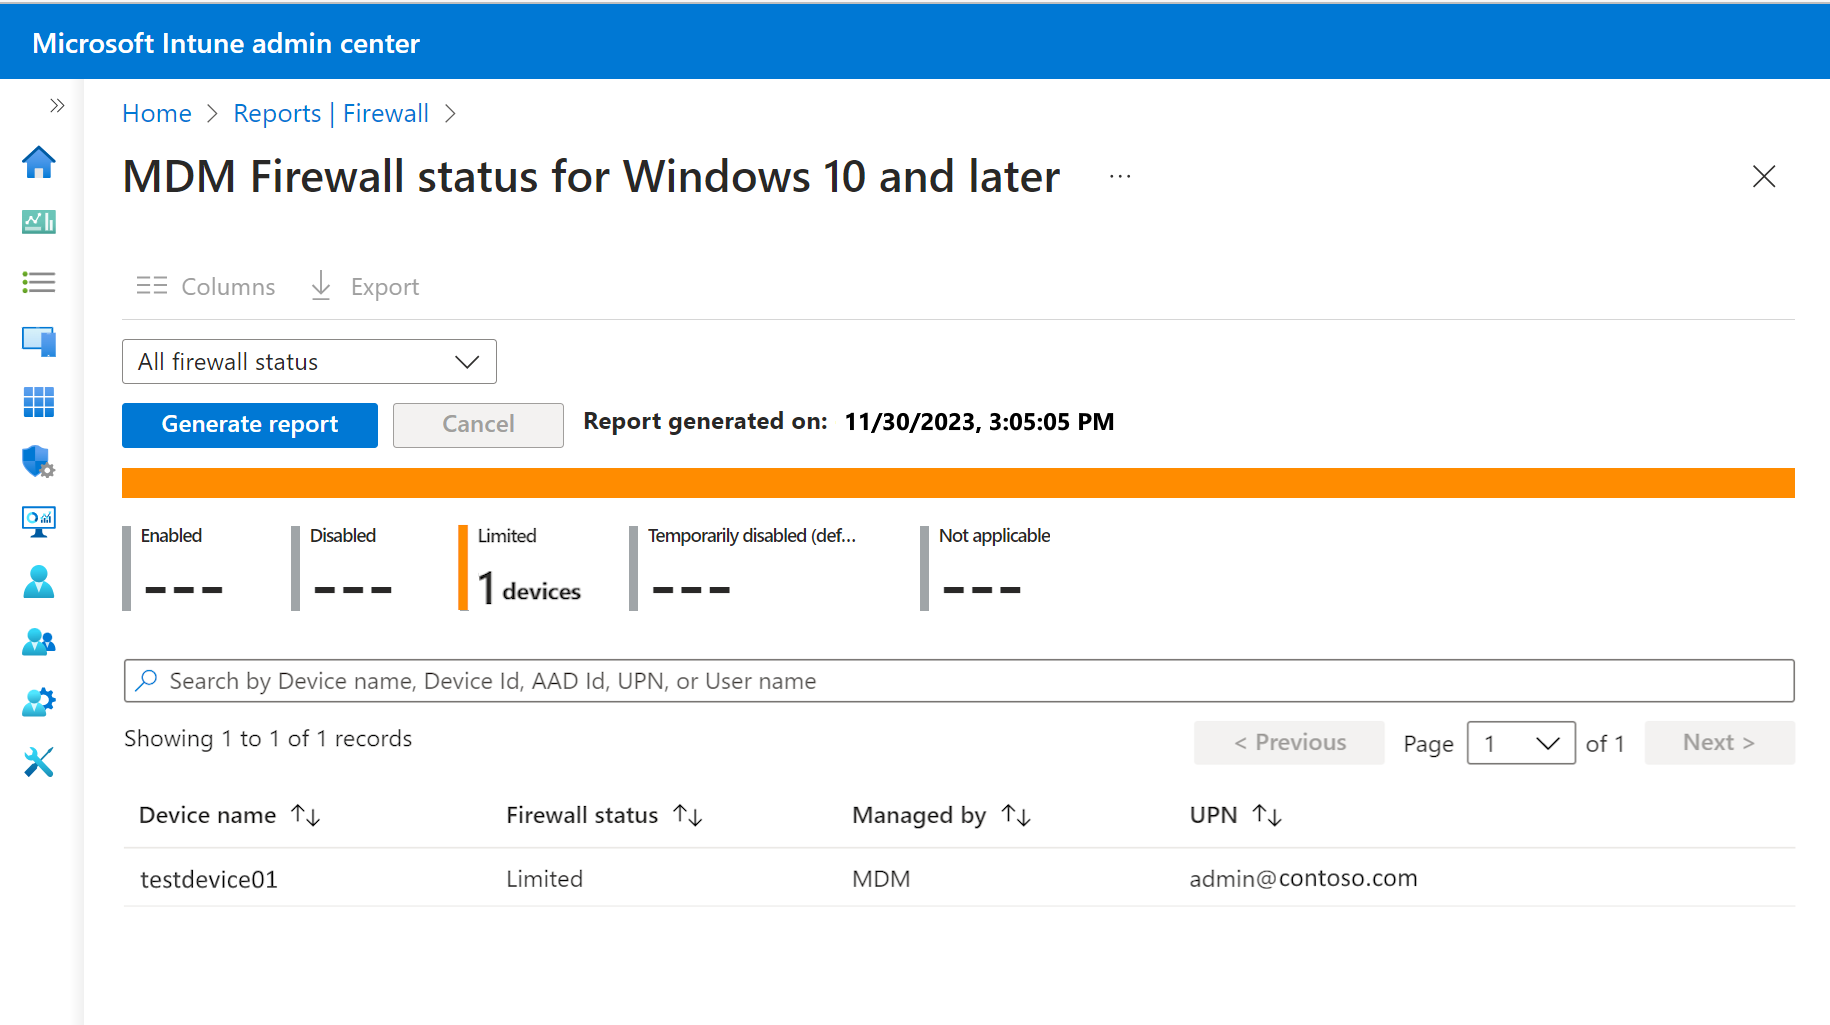 Microsoft Intune admin center
Home > Reports | Firewall >
MDM Firewall status for Windows 10 and later ...
Columns Export
All firewall status
Generate report Cancel Report generated on: 11/30/2023, 3:05:05 PM
Enabled Disabled Limited Temporarily disabled (def... Not applicable
--- --- 1 devices --- ---
Search by Device name, Device Id, AAD Id, UPN, or User name
Showing 1 to 1 of 1 records < Previous Page 1 of 1 Next >
Device name ↑↓ Firewall status ↑↓ Managed by ↑↓ UPN ↑↓
testdevice01 Limited MDM admin@contoso.com